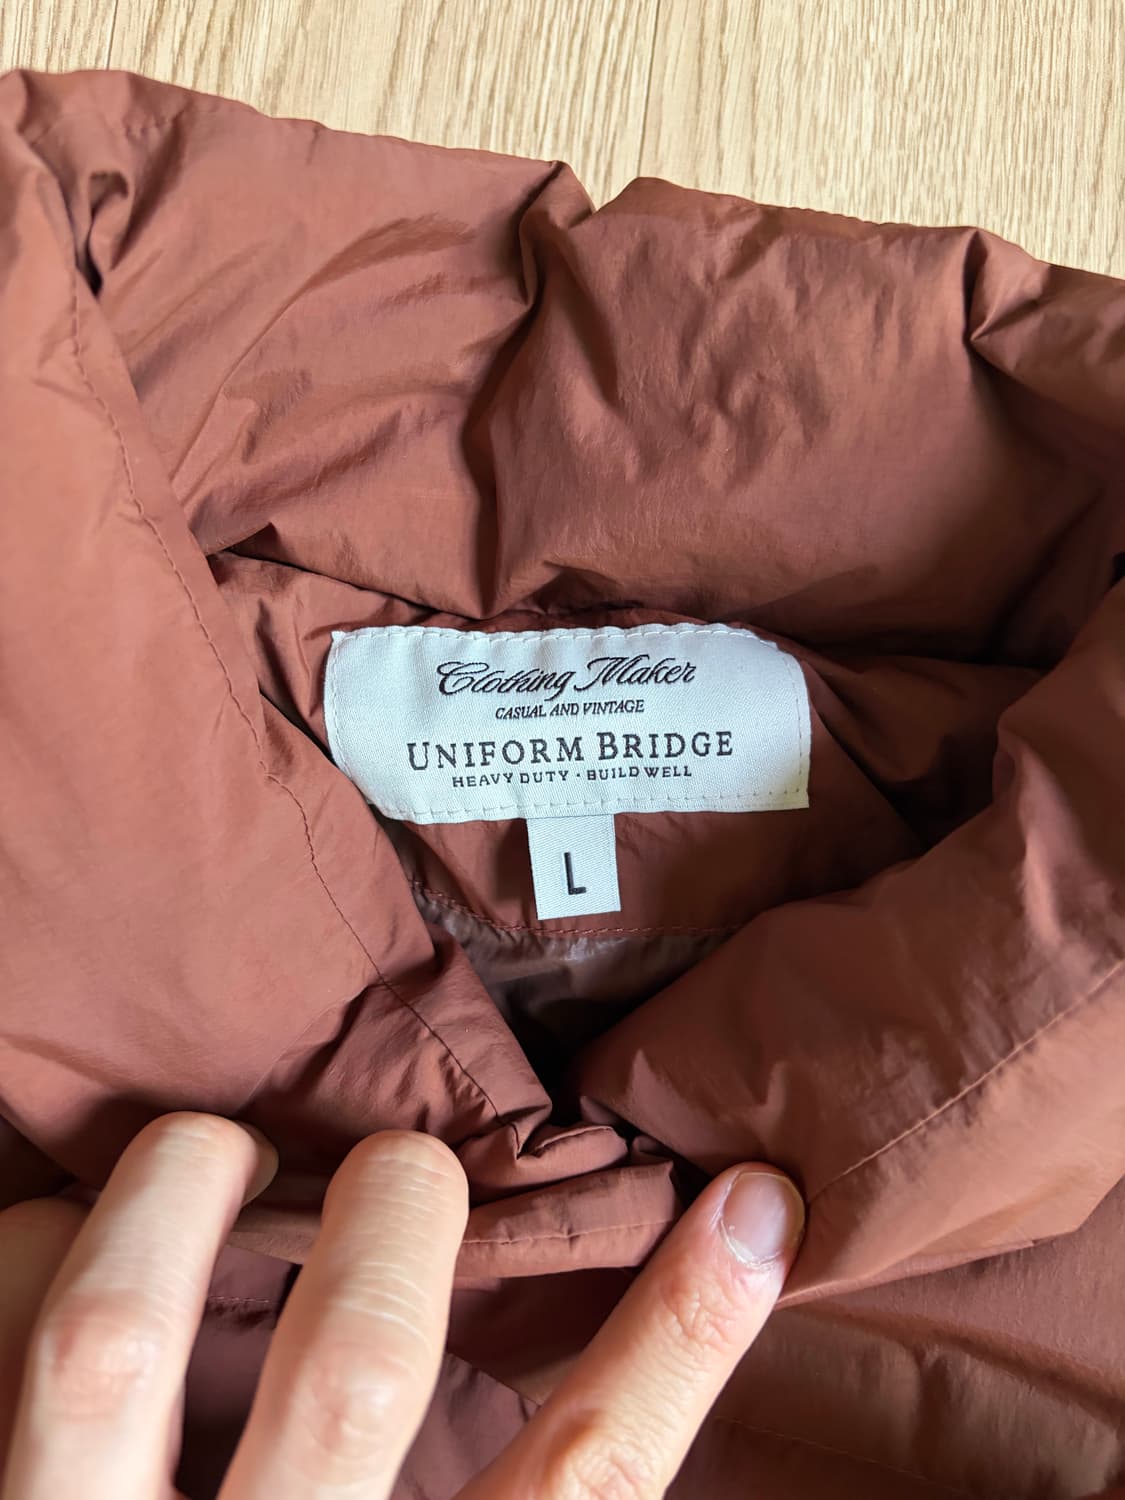 Clothing Maker
CASUAL AND VINTAGE
UNIFORM BRIDGE
HEAVY DUTY · BUILD WELL
L